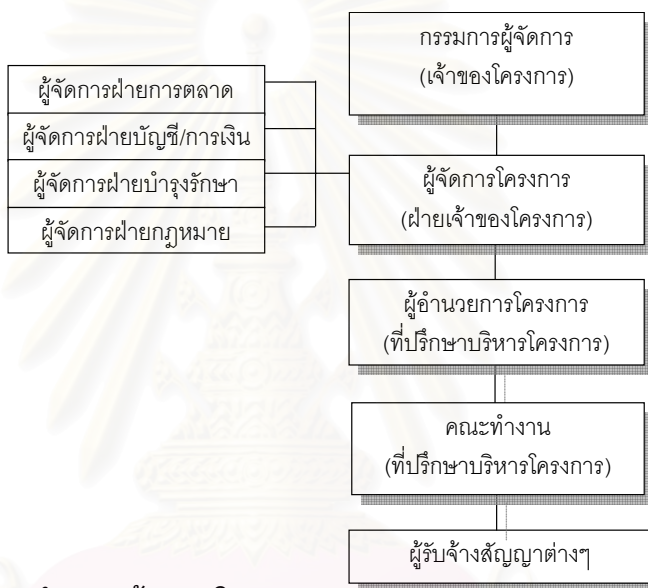 กรรมการผู้จัดการ
(เจ้าของโครงการ)
ผู้จัดการฝ่ายการตลาด
ผู้จัดการฝ่ายบัญชี/การเงิน
ผู้จัดการฝ่ายบำรุงรักษา
ผู้จัดการฝ่ายกฎหมาย
ผู้จัดการโครงการ
(ฝ่ายเจ้าของโครงการ)
ผู้อำนวยการโครงการ
(ที่ปรึกษาบริหารโครงการ)
คณะทำงาน
(ที่ปรึกษาบริหารโครงการ)
ผู้รับจ้างสัญญาต่างๆ